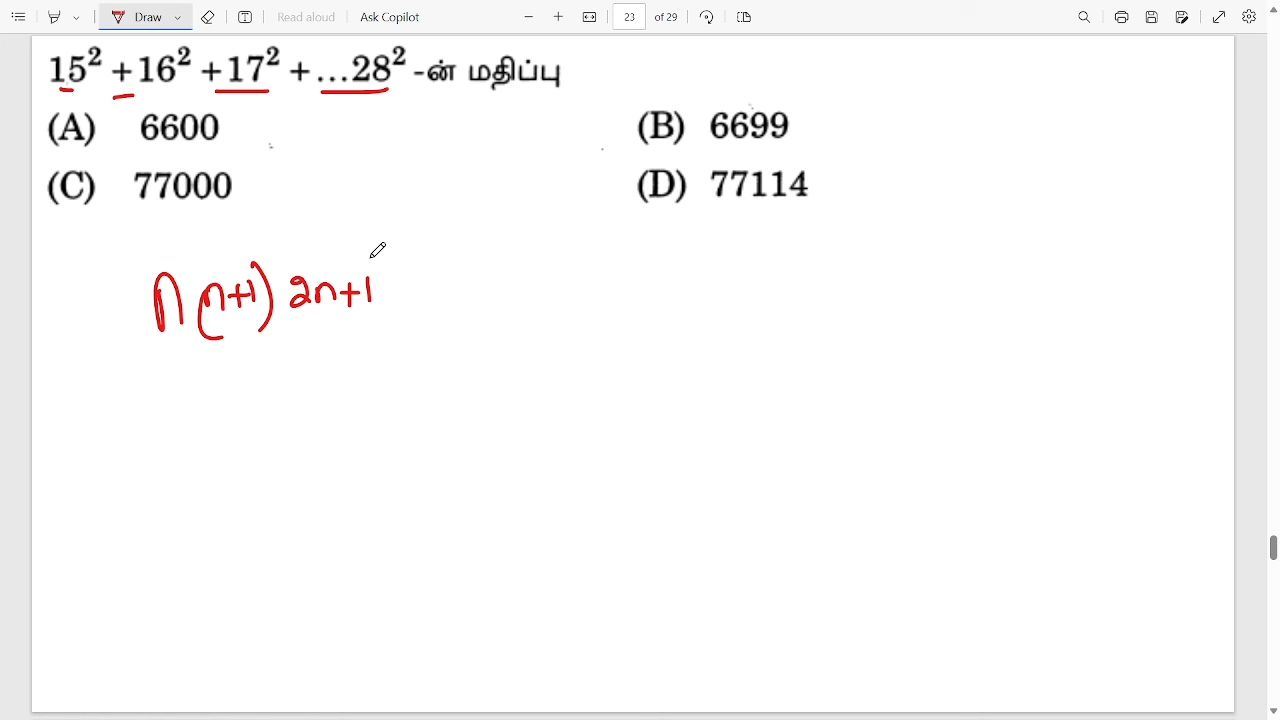 Draw
Read aloud
Ask Copilot
23
of 29
15² + 16² + 17² + ...28² -ன் மதிப்பு
(A) 6600
(B) 6699
(C) 77000
(D) 77114
n(n+1) 2n+1